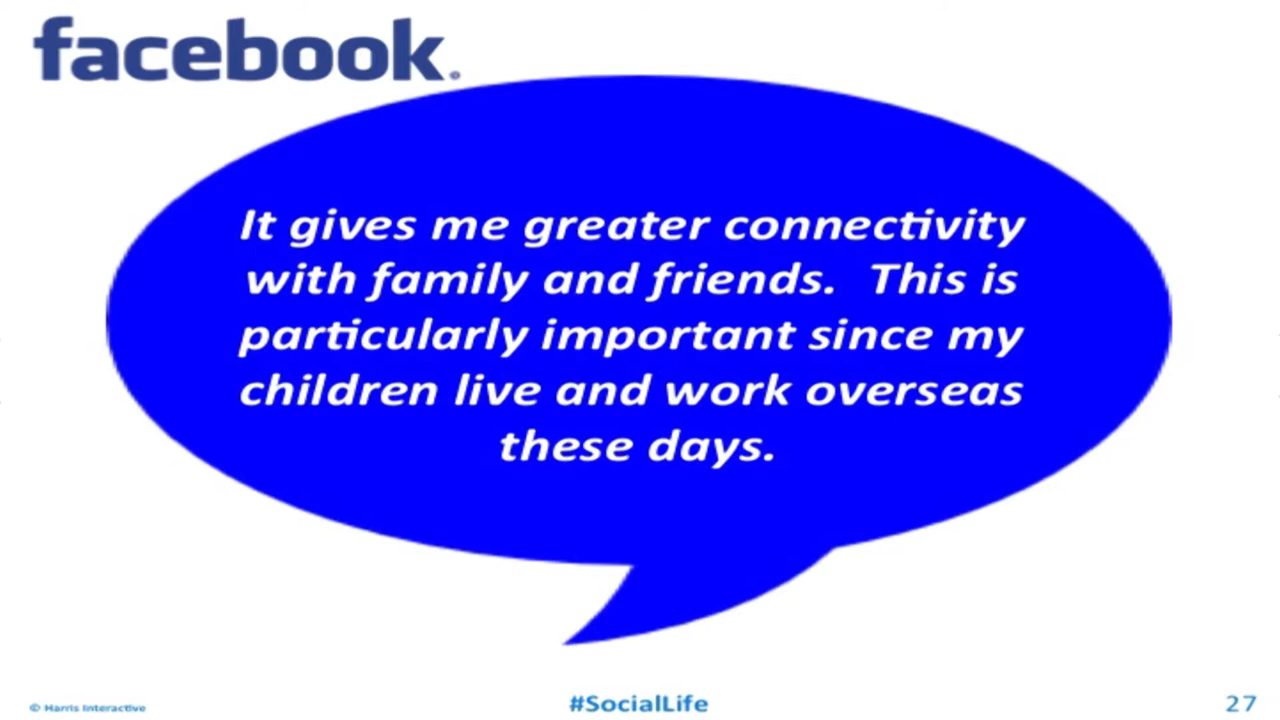 facebook®
It gives me greater connectivity
with family and friends.  This is
particularly important since my
children live and work overseas
these days.
© Harris Interactive
#SocialLife
27